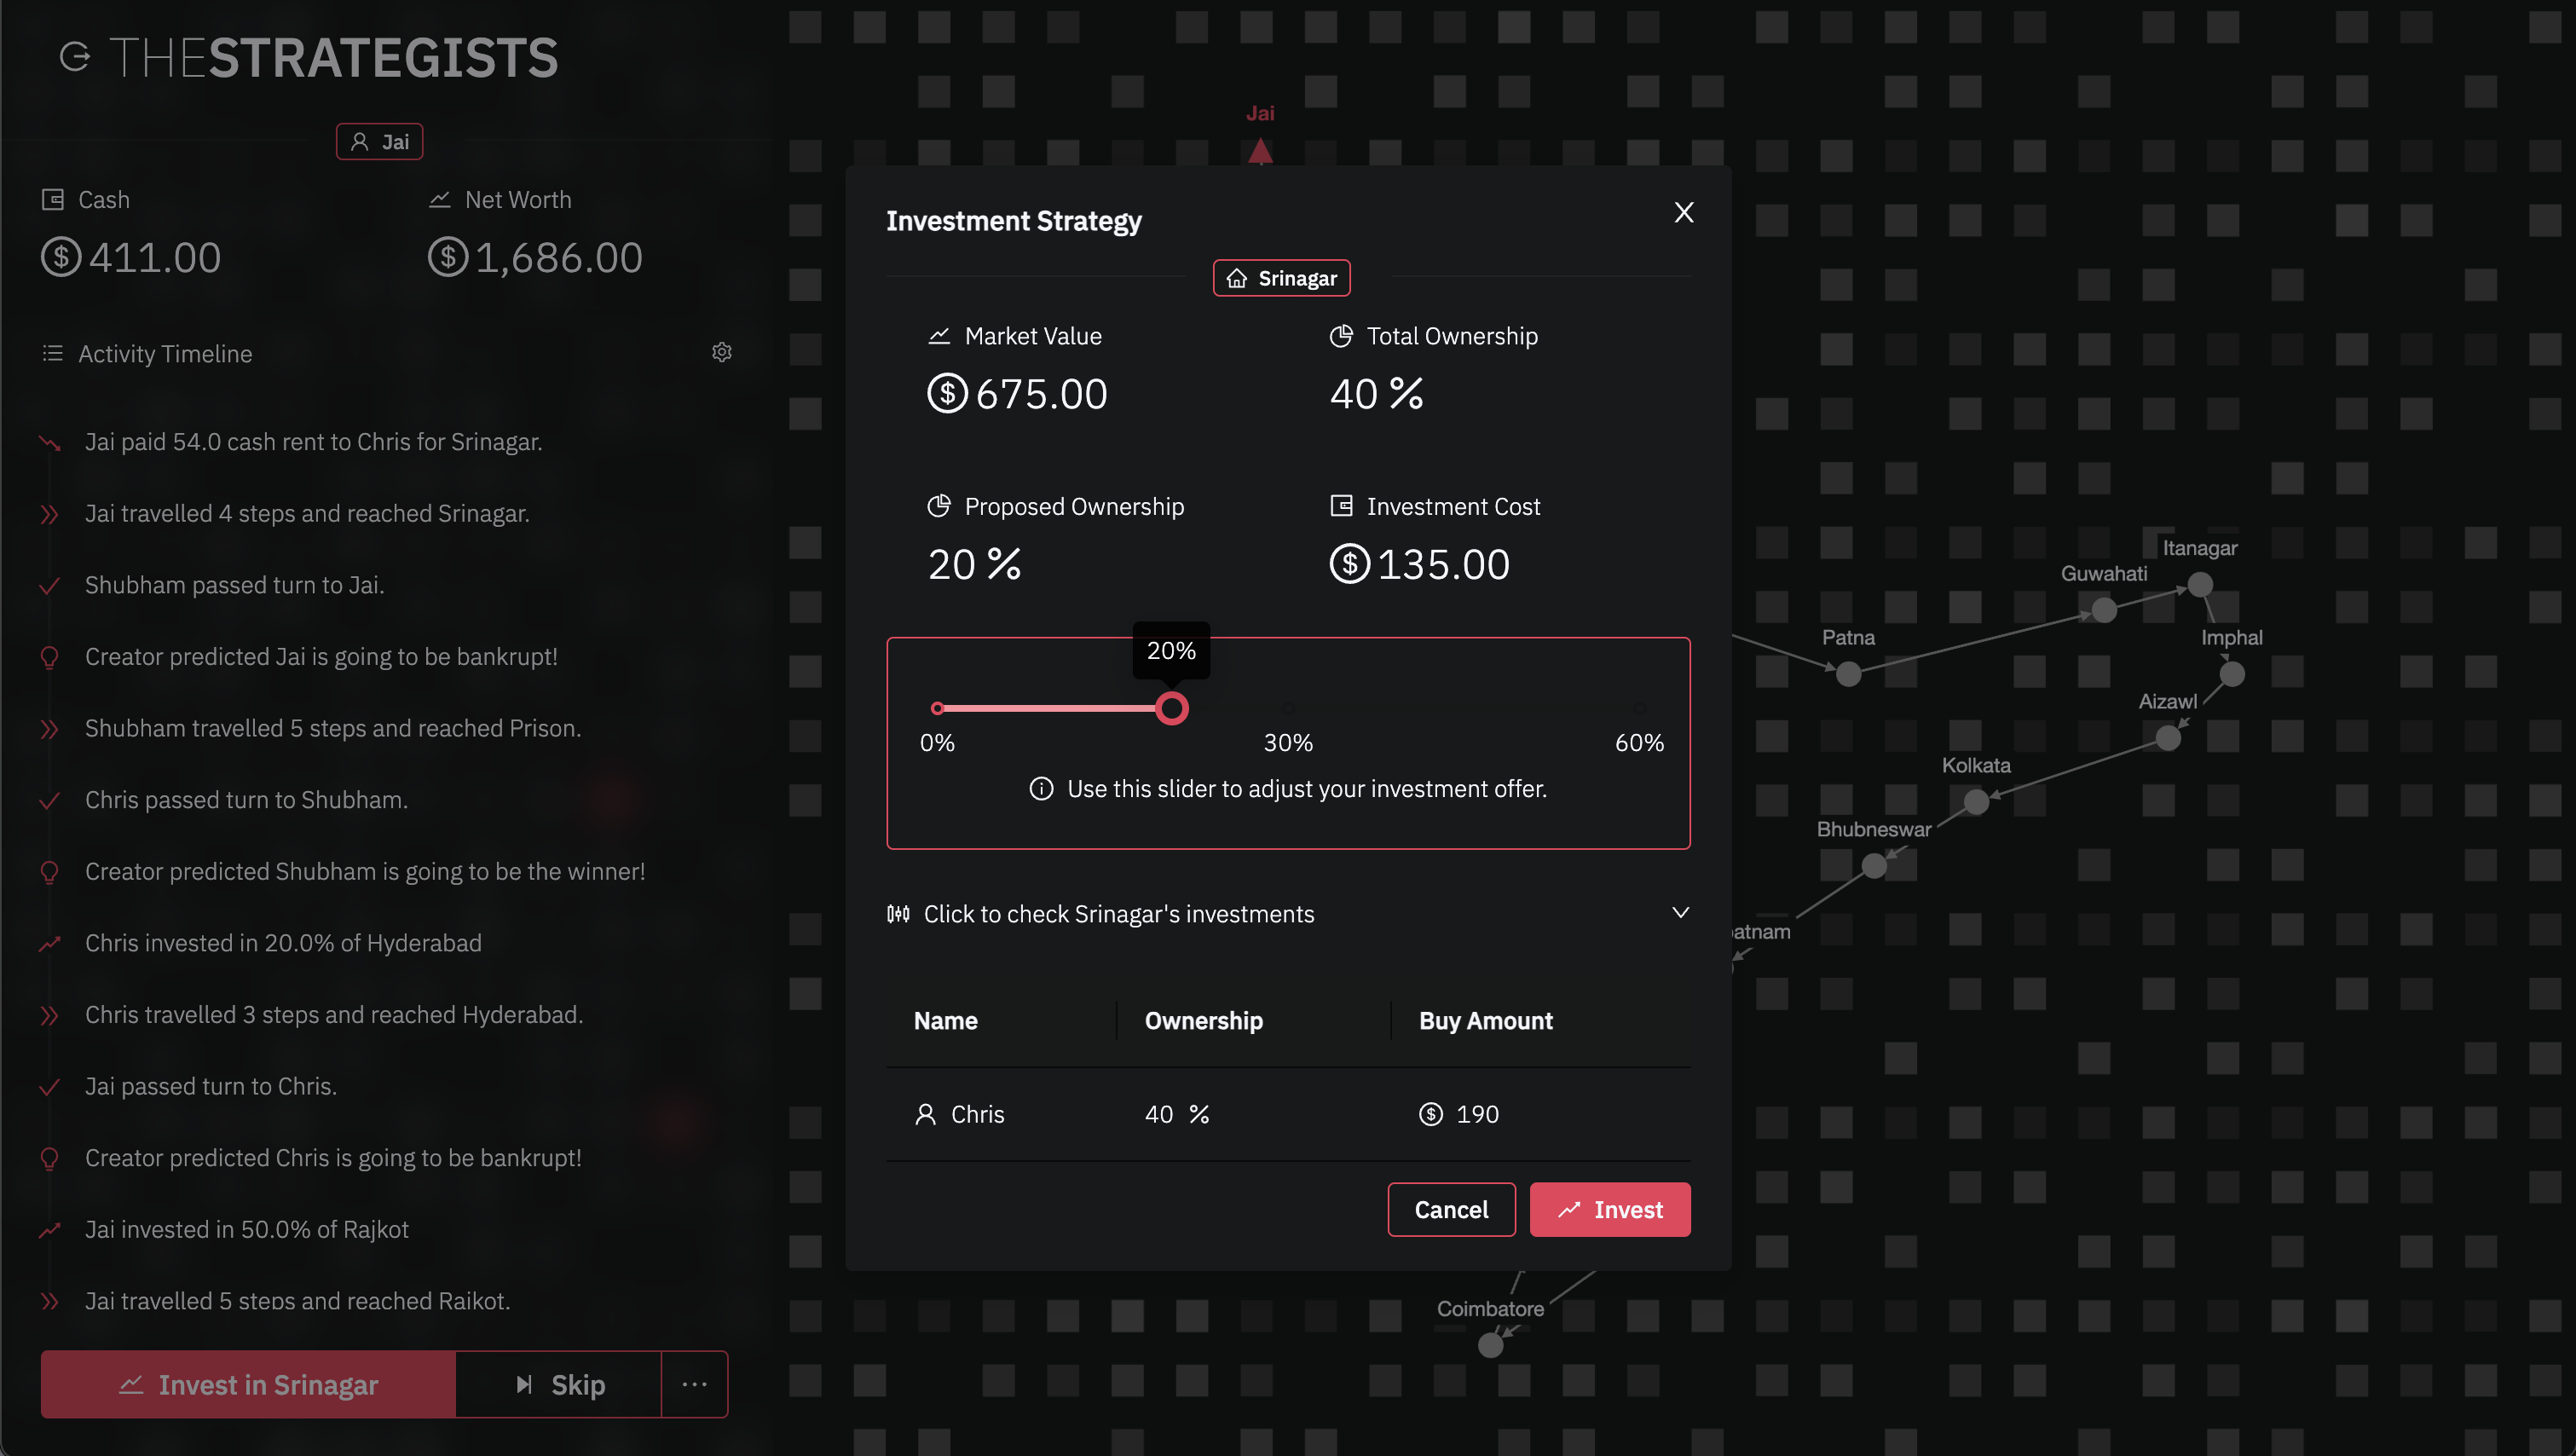 THESTRATEGISTS
Jai
Cash
Net Worth
$411.00
$1,686.00
Activity Timeline
Jai paid 54.0 cash rent to Chris for Srinagar.
Jai travelled 4 steps and reached Srinagar.
Shubham passed turn to Jai.
Creator predicted Jai is going to be bankrupt!
Shubham travelled 5 steps and reached Prison.
Chris passed turn to Shubham.
Creator predicted Shubham is going to be the winner!
Chris invested in 20.0% of Hyderabad
Chris travelled 3 steps and reached Hyderabad.
Jai passed turn to Chris.
Creator predicted Chris is going to be bankrupt!
Jai invested in 50.0% of Rajkot
Jai travelled 5 steps and reached Rajkot.
Invest in Srinagar
Skip
...
Jai
Investment Strategy
X
Srinagar
Market Value
Total Ownership
$675.00
40 %
Proposed Ownership
Investment Cost
20 %
$135.00
20%
0%
30%
60%
Use this slider to adjust your investment offer.
Click to check Srinagar's investments
Name
Ownership
Buy Amount
Chris
40 %
$190
Cancel
Invest
Itanagar
Guwahati
Patna
Imphal
Aizawl
Kolkata
Bhubneswar
atnam
Coimbatore